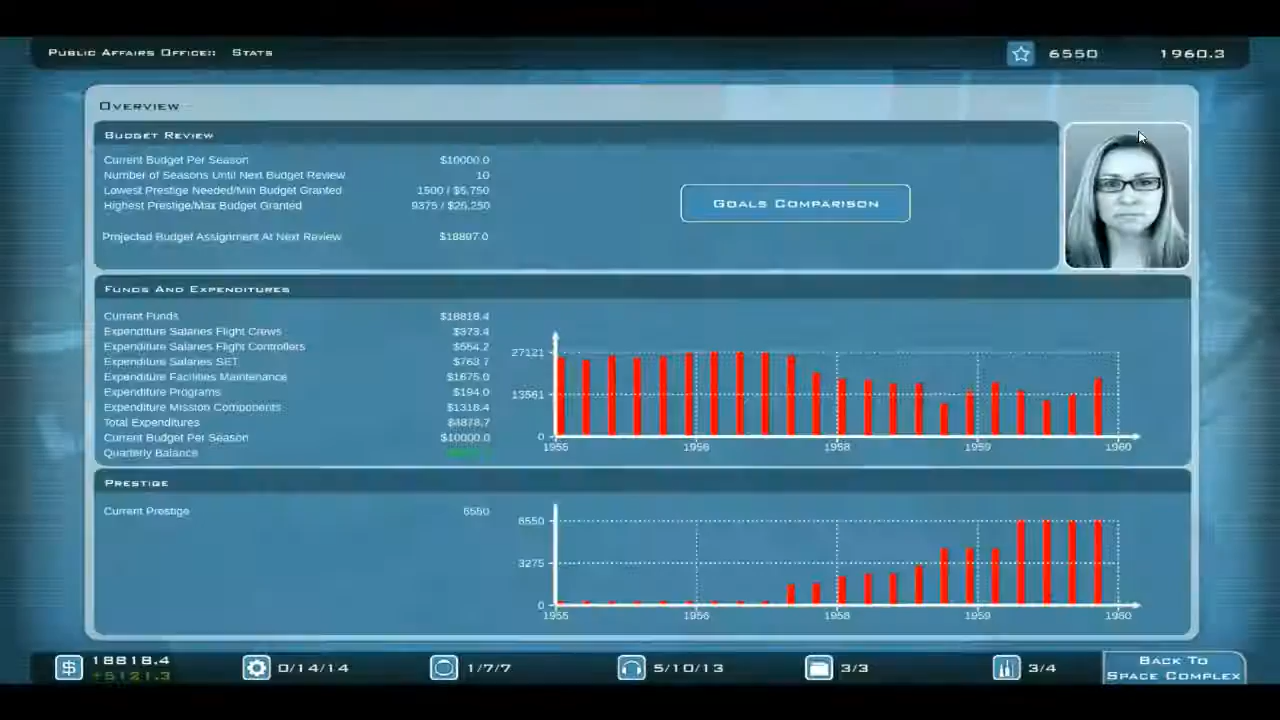 Public Affairs Office:: Stats
6550
1960.3
Overview
Budget Review
Current Budget Per Season $10000.0
Number of Seasons Until Next Budget Review 10
Lowest Prestige Needed/Min Budget Granted 1500 / $5,750
Highest Prestige/Max Budget Granted 9375 / $26,250
Projected Budget Assignment At Next Review $18897.0
Goals Comparison
Funds And Expenditures
Current Funds $18818.4
Expenditure Salaries Flight Crews $373.4
Expenditure Salaries Flight Controllers $554.2
Expenditure Salaries SET $763.7
Expenditure Facilities Maintenance $1675.0
Expenditure Programs $194.0
Expenditure Mission Components $1318.4
Total Expenditures $4878.7
Current Budget Per Season $10000.0
Quarterly Balance
27121
13561
0
1955 1956 1958 1959 1960
Prestige
Current Prestige 6550
6550
3275
0
1955 1956 1958 1959 1960
18818.4
+5121.3
0/14/14
1/7/7
5/10/13
3/3
3/4
Back To
Space Complex